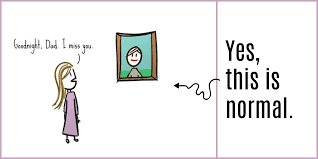 Goodnight, Dad. I miss you.
Yes,
this is
normal.